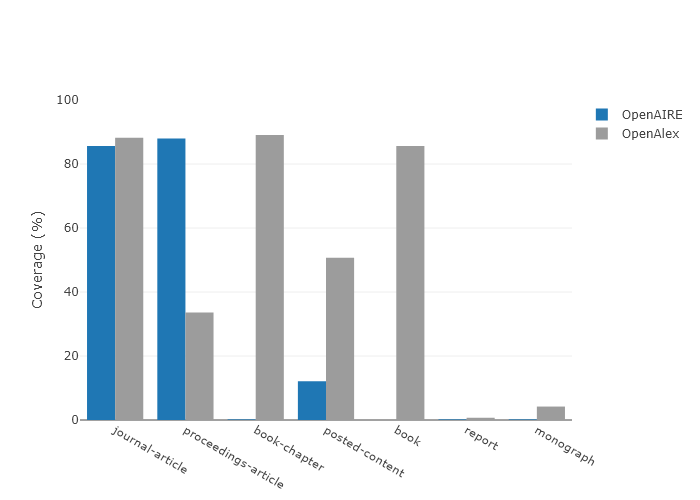 100
80
60
40
20
0
Coverage (%)
journal-article
proceedings-article
book-chapter
posted-content
book
report
monograph
OpenAIRE
OpenAlex